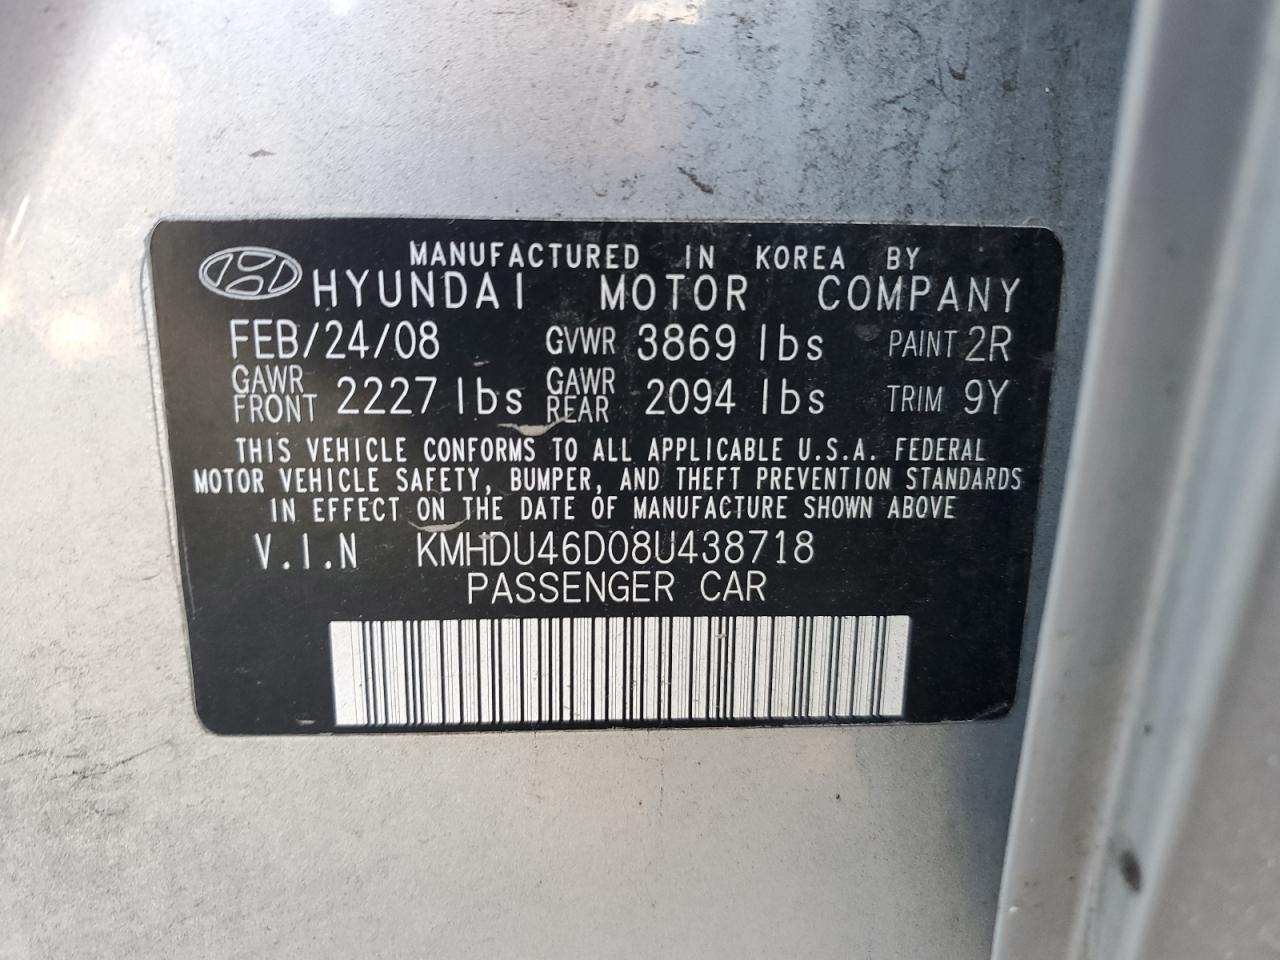 MANUFACTURED IN KOREA BY
HYUNDAI MOTOR COMPANY
FEB/24/08 GVWR 3869 lbs PAINT 2R
GAWR FRONT 2227 lbs GAWR REAR 2094 lbs TRIM 9Y
THIS VEHICLE CONFORMS TO ALL APPLICABLE U.S.A. FEDERAL
MOTOR VEHICLE SAFETY, BUMPER, AND THEFT PREVENTION STANDARDS
IN EFFECT ON THE DATE OF MANUFACTURE SHOWN ABOVE
V.I.N KMHDU46D08U438718
PASSENGER CAR